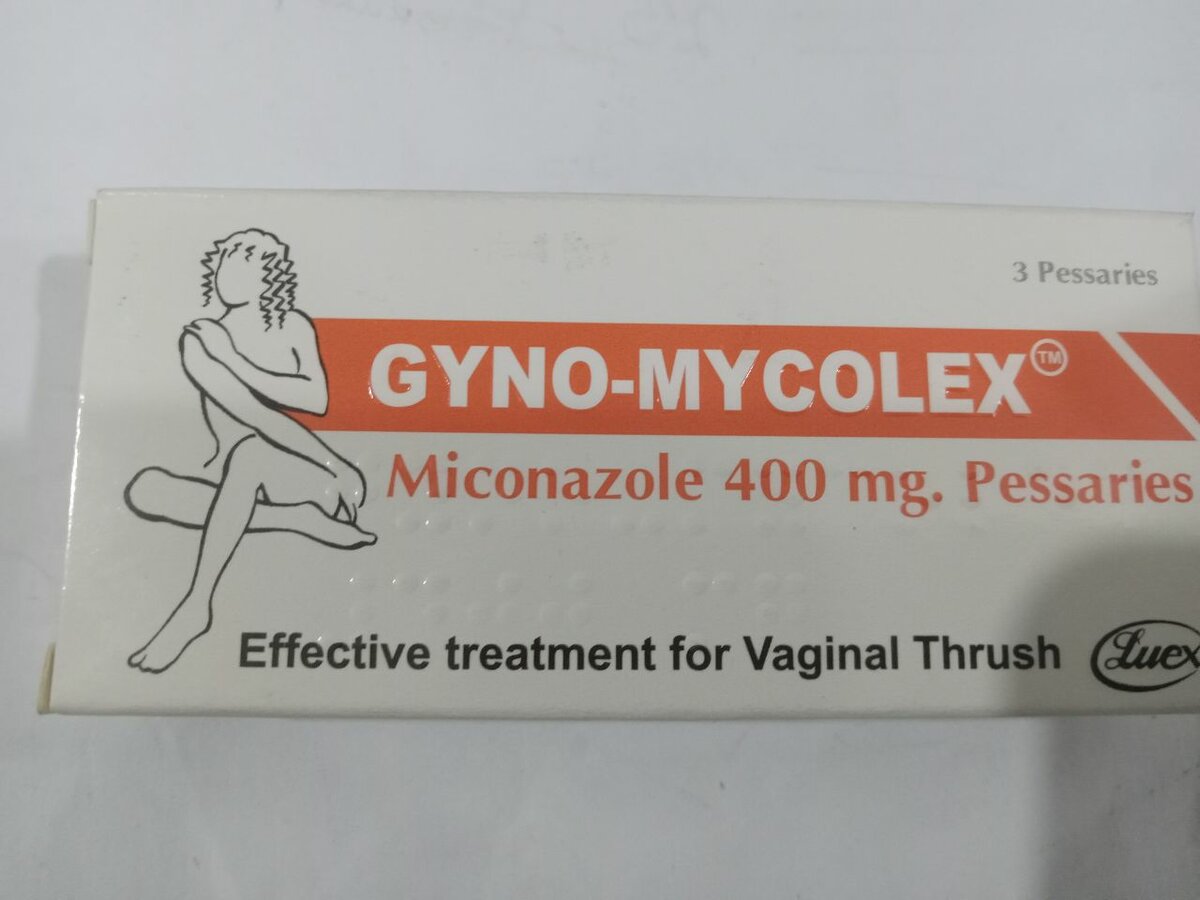 3 Pessaries
GYNO-MYCOLEX™
Miconazole 400 mg. Pessaries
Effective treatment for Vaginal Thrush
Luex